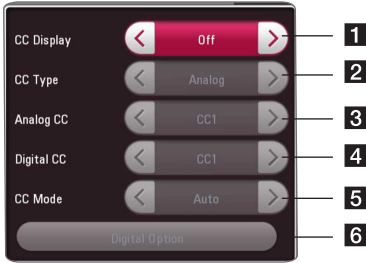 CC Display Off 1
CC Type Analog 2
Analog CC CC1 3
Digital CC CC1 4
CC Mode Auto 5
Digital Option 6